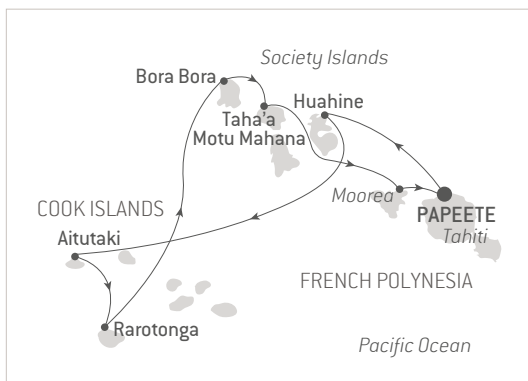 Society Islands
Bora Bora
Huahine
Taha'a
Motu Mahana
Moorea
COOK ISLANDS
PAPEETE
Tahiti
Aitutaki
FRENCH POLYNESIA
Rarotonga
Pacific Ocean